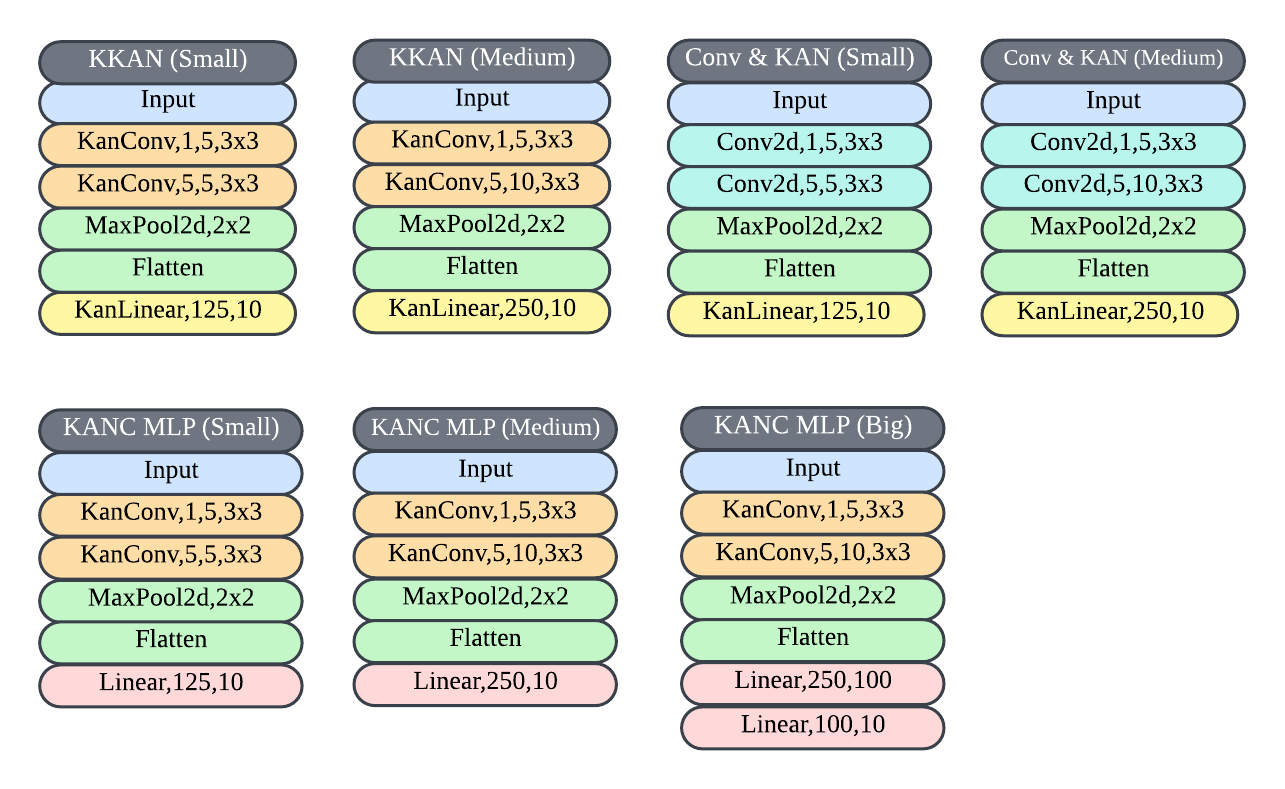 KKAN (Small)
Input
KanConv,1,5,3x3
KanConv,5,5,3x3
MaxPool2d,2x2
Flatten
KanLinear,125,10
KKAN (Medium)
Input
KanConv,1,5,3x3
KanConv,5,10,3x3
MaxPool2d,2x2
Flatten
KanLinear,250,10
Conv & KAN (Small)
Input
Conv2d,1,5,3x3
Conv2d,5,5,3x3
MaxPool2d,2x2
Flatten
KanLinear,125,10
Conv & KAN (Medium)
Input
Conv2d,1,5,3x3
Conv2d,5,10,3x3
MaxPool2d,2x2
Flatten
KanLinear,250,10
KANC MLP (Small)
Input
KanConv,1,5,3x3
KanConv,5,5,3x3
MaxPool2d,2x2
Flatten
Linear,125,10
KANC MLP (Medium)
Input
KanConv,1,5,3x3
KanConv,5,10,3x3
MaxPool2d,2x2
Flatten
Linear,250,10
KANC MLP (Big)
Input
KanConv,1,5,3x3
KanConv,5,10,3x3
MaxPool2d,2x2
Flatten
Linear,250,100
Linear,100,10